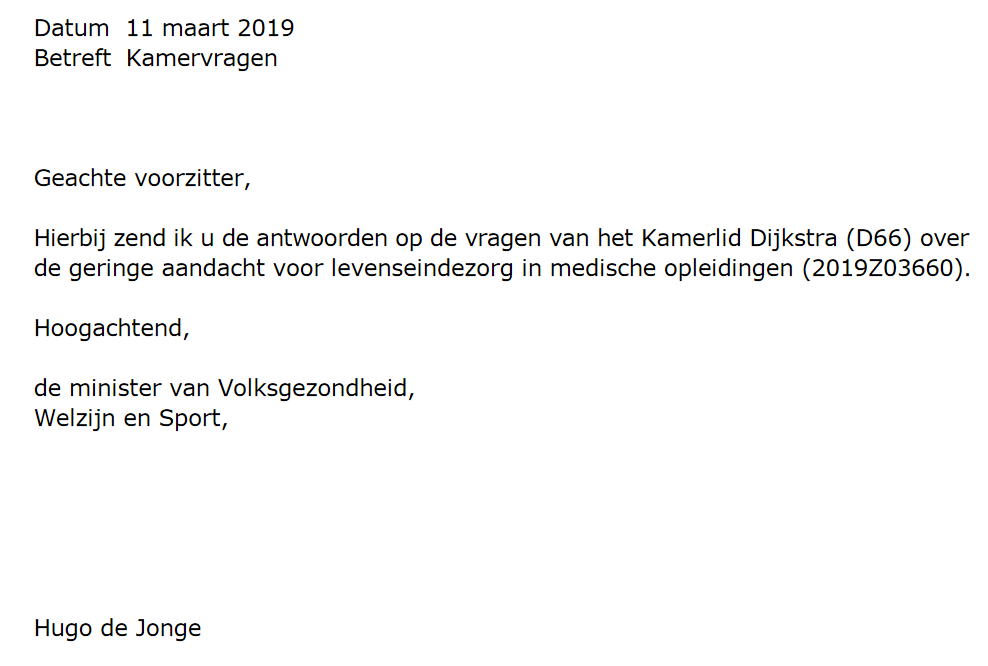 Datum 11 maart 2019
Betreft Kamervragen
Geachte voorzitter,
Hierbij zend ik u de antwoorden op de vragen van het Kamerlid Dijkstra (D66) over
de geringe aandacht voor levenseindezorg in medische opleidingen (2019Z03660).
Hoogachtend,
de minister van Volksgezondheid,
Welzijn en Sport,
Hugo de Jonge